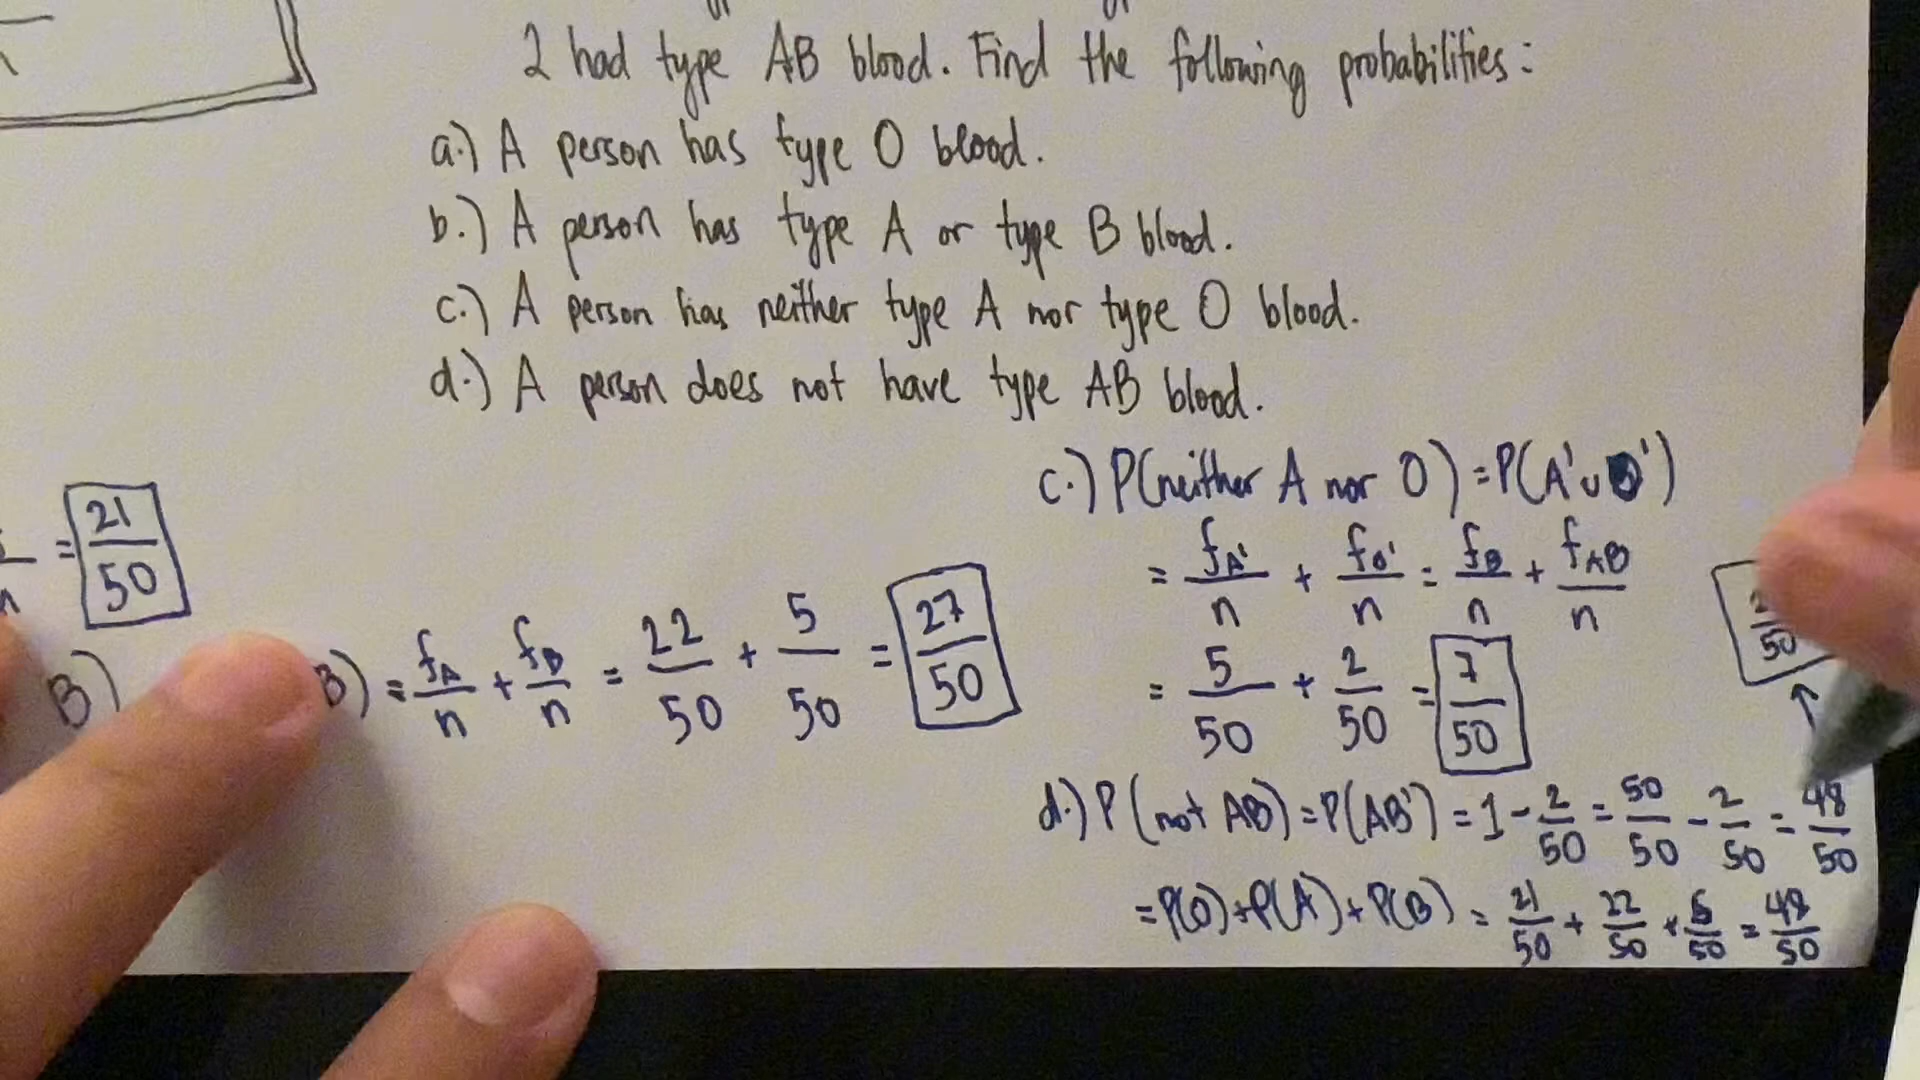 2 had type AB blood. Find the following probabilities:
a.) A person has type O blood.
b.) A person has type A or type B blood.
c.) A person has neither type A nor type O blood.
d.) A person does not have type AB blood.
= 21/50
B)
B) = fA/n + fB/n = 22/50 + 5/50 = 27/50
c.) P(neither A nor O) = P(A' ∪ O')
= fA'/n + fO'/n = fB/n + fAB/n
= 5/50 + 2/50 = 7/50
50
d.) P(not AB) = P(AB') = 1 - 2/50 = 50/50 - 2/50 = 48/50
= P(O) + P(A) + P(B) = 21/50 + 22/50 + 5/50 = 48/50